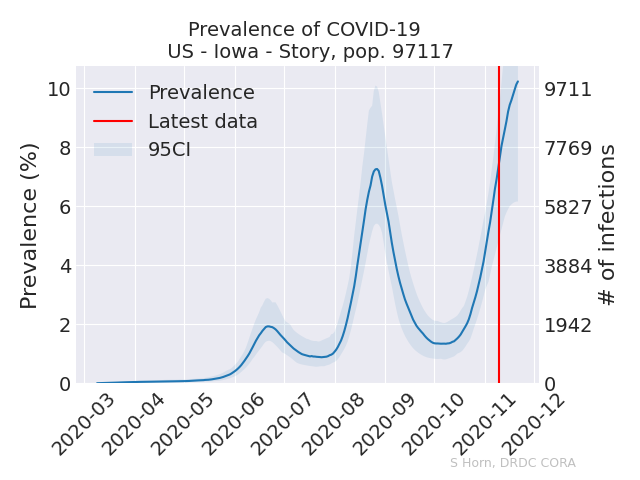 Prevalence of COVID-19
US - Iowa - Story, pop. 97117
Prevalence
Latest data
95CI
Prevalence (%)
10
8
6
4
2
0
9711
7769
5827
3884
1942
0
# of infections
2020-03
2020-04
2020-05
2020-06
2020-07
2020-08
2020-09
2020-10
2020-11
2020-12
S Horn, DRDC CORA